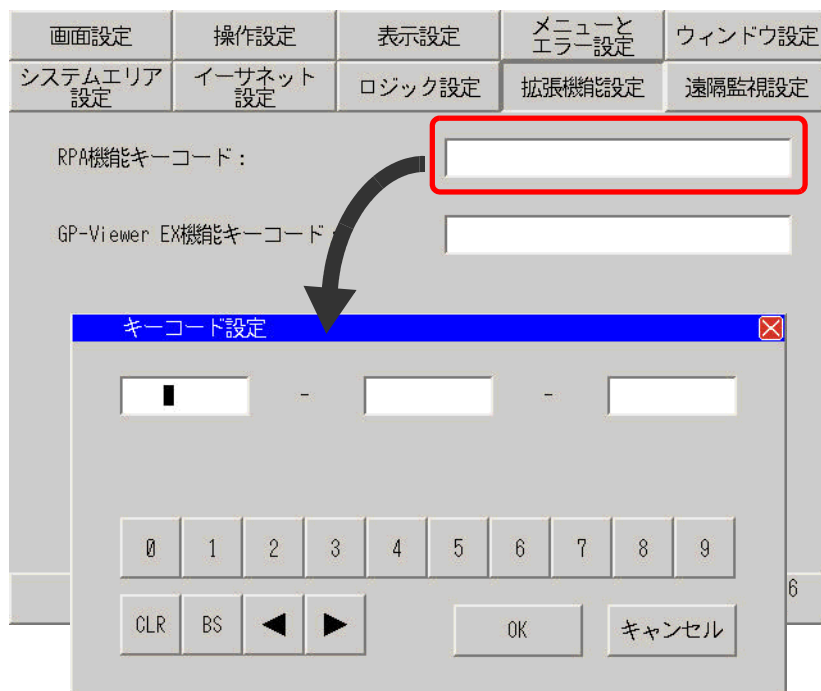 画面設定
操作設定
表示設定
メニューと
エラー設定
ウィンドウ設定
システムエリア
設定
イーサネット
設定
ロジック設定
拡張機能設定
遠隔監視設定
RPA機能キーコード:
GP-Viewer EX機能キーコード:
キーコード設定
- -
0 1 2 3 4 5 6 7 8 9
6
CLR BS ◀ ▶ OK キャンセル